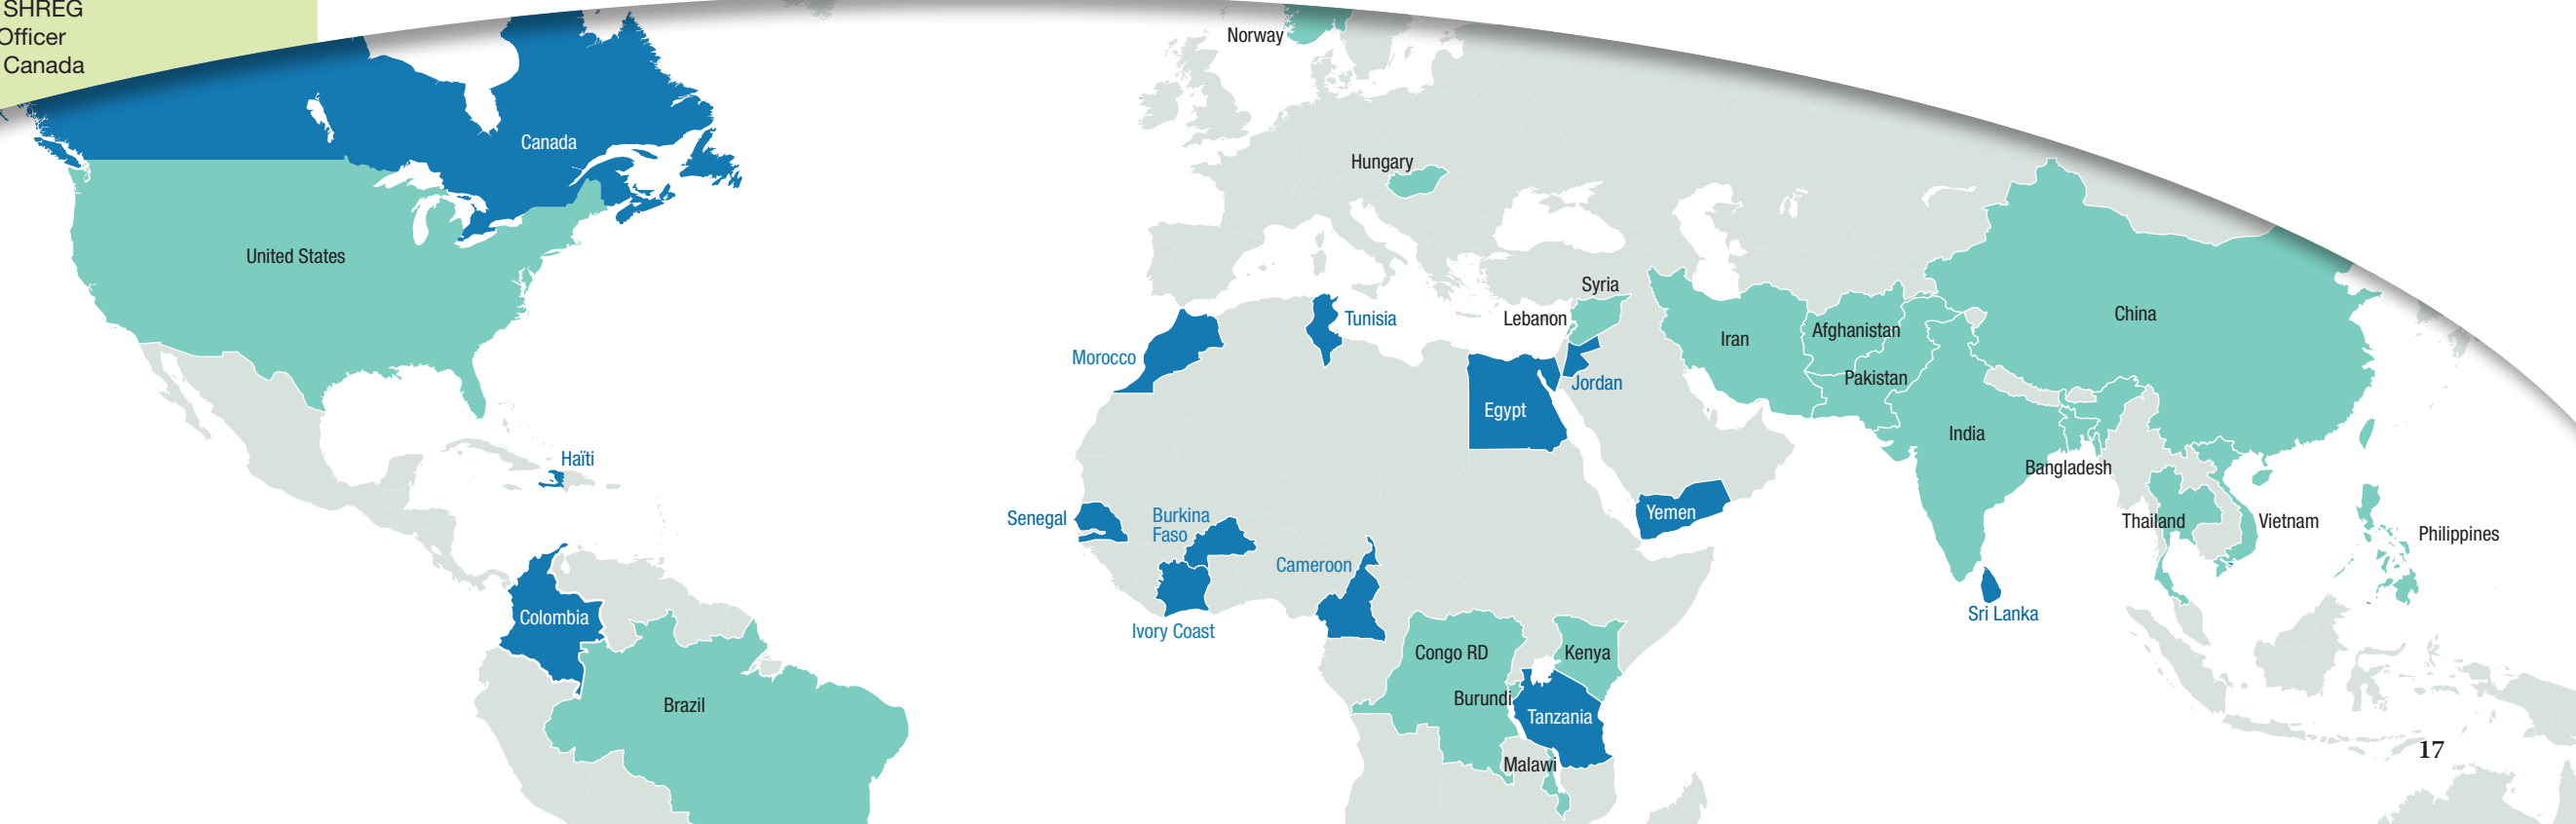 SHREG
Officer
Canada
Norway
Canada
Hungary
United States
Syria
Lebanon
Tunisia
China
Afghanistan
Iran
Morocco
Pakistan
Jordan
Egypt
India
Haïti
Bangladesh
Senegal
Burkina
Faso
Yemen
Thailand
Vietnam
Philippines
Cameroon
Colombia
Sri Lanka
Ivory Coast
Congo RD
Kenya
Burundi
Brazil
Tanzania
17
Malawi